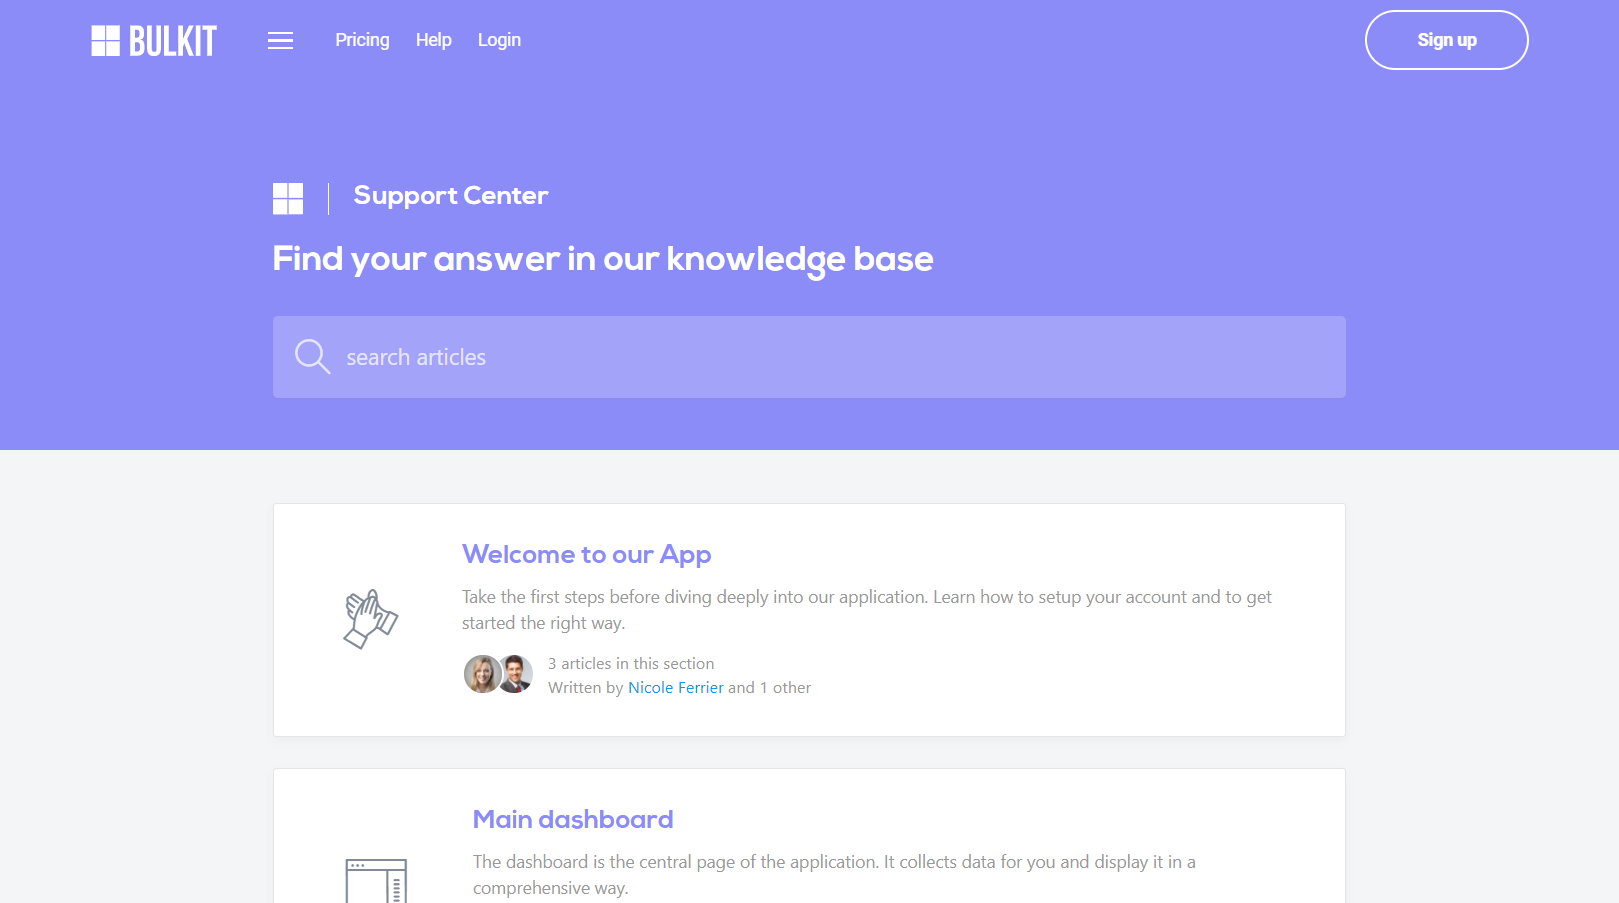 BULKIT
Pricing
Help
Login
Sign up
Support Center
Find your answer in our knowledge base
search articles
Welcome to our App
Take the first steps before diving deeply into our application. Learn how to setup your account and to get
started the right way.
3 articles in this section
Written by Nicole Ferrier and 1 other
Main dashboard
The dashboard is the central page of the application. It collects data for you and display it in a
comprehensive way.